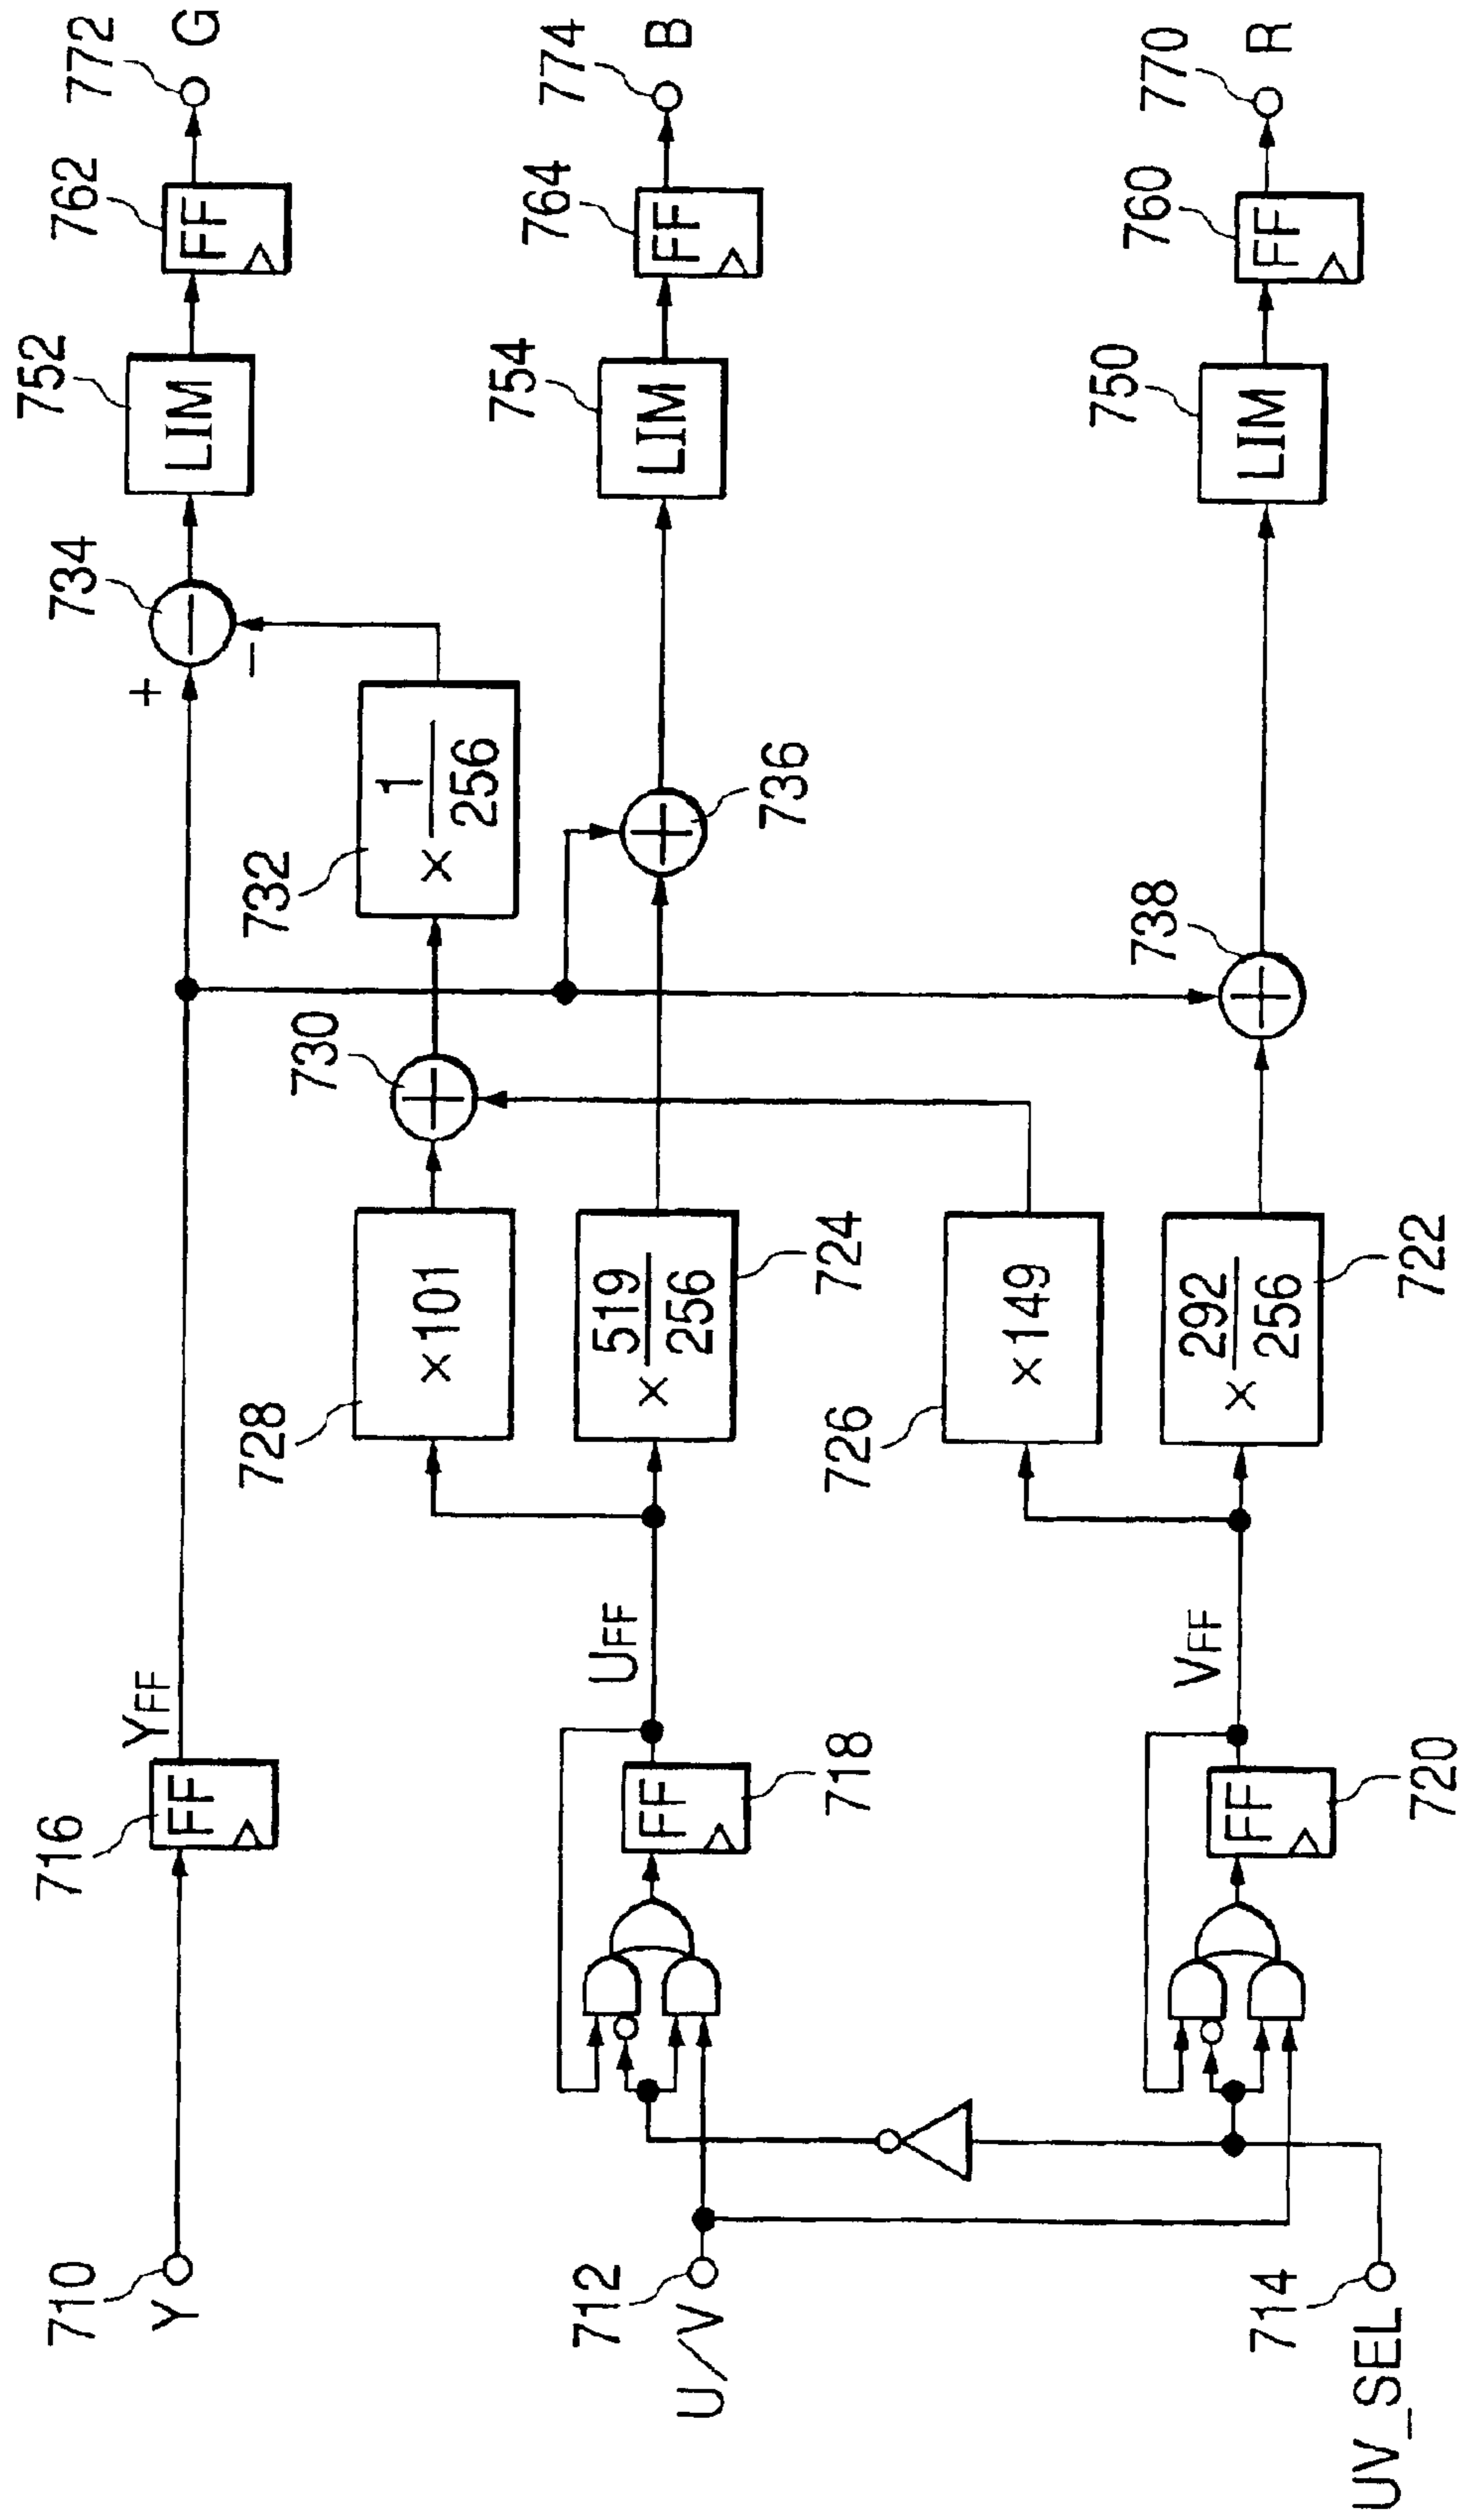 710
Y
716
FF
YFF
734
+
−
−
752
LIM
762
FF
772
G
728
×101
730
+
732
× 1
256
712
U/V
718
FF
UFF
724
× 519
256
736
+
754
LIM
764
FF
774
B
726
×149
714
UV_SEL
720
FF
VFF
722
× 292
256
738
+
750
LIM
760
FF
770
R